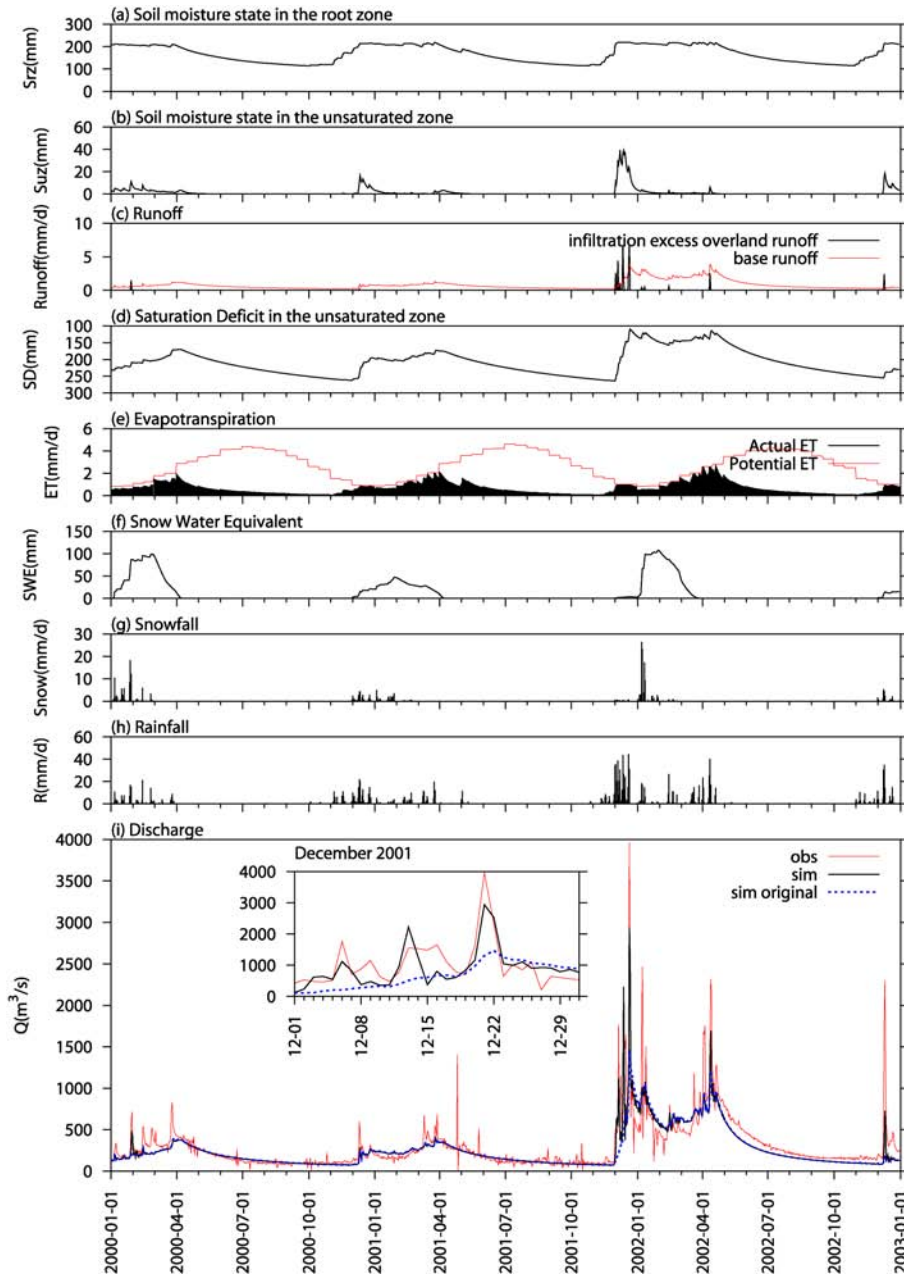 (a) Soil moisture state in the root zone
Srz(mm)
300
200
100
0
(b) Soil moisture state in the unsaturated zone
Suz(mm)
60
40
20
0
(c) Runoff
Runoff(mm/d)
10
5
0
infiltration excess overland runoff
base runoff
(d) Saturation Deficit in the unsaturated zone
SD(mm)
100
150
200
250
300
(e) Evapotranspiration
ET(mm/d)
6
4
2
0
Actual ET
Potential ET
(f) Snow Water Equivalent
SWE(mm)
150
100
50
0
(g) Snowfall
Snow(mm/d)
30
20
10
0
(h) Rainfall
R(mm/d)
60
40
20
0
(i) Discharge
Q(m³/s)
4000
3500
3000
2500
2000
1500
1000
500
0
obs
sim
sim original
December 2001
4000
3000
2000
1000
0
12-01
12-08
12-15
12-22
12-29
2000-01-01
2000-04-01
2000-07-01
2000-10-01
2001-01-01
2001-04-01
2001-07-01
2001-10-01
2002-01-01
2002-04-01
2002-07-01
2002-10-01
2003-01-01